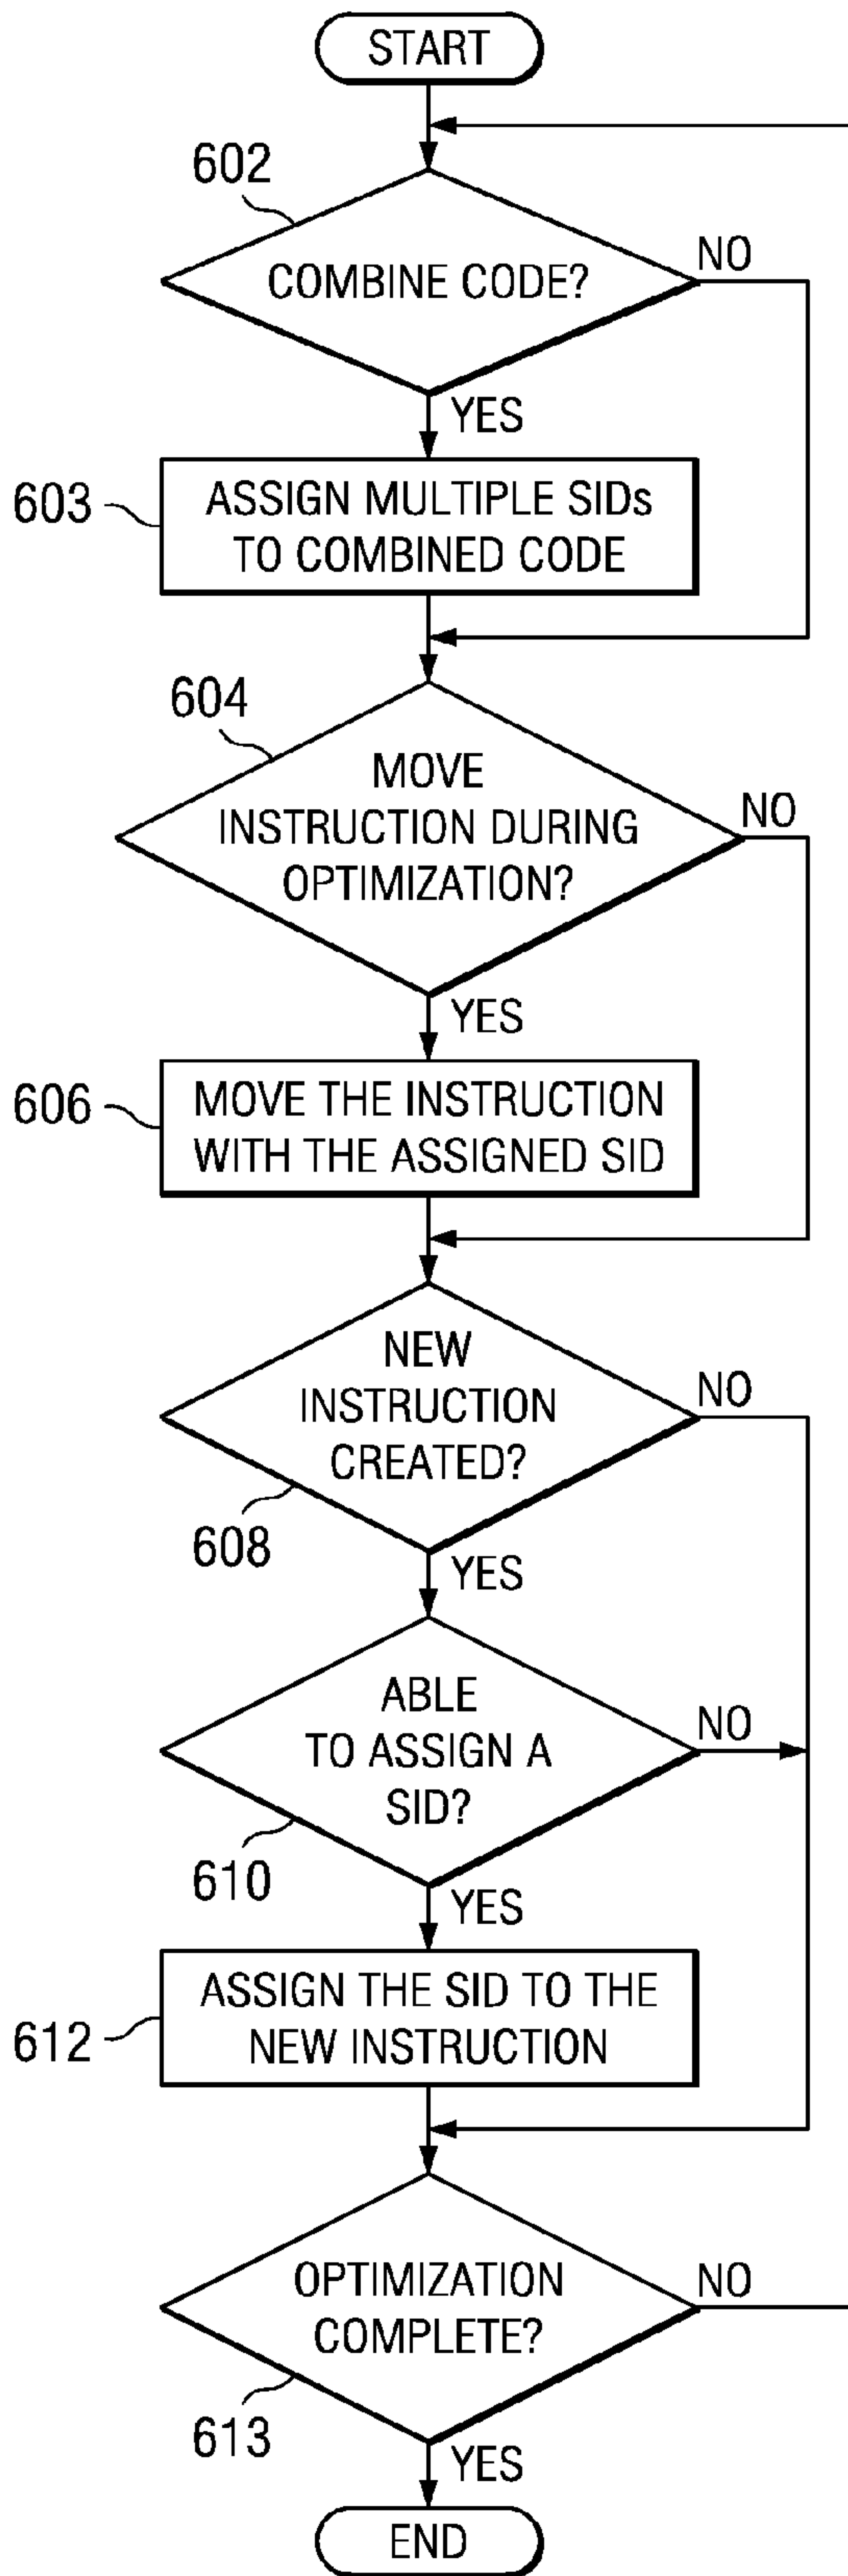 START
602
COMBINE CODE?
NO
YES
603
ASSIGN MULTIPLE SIDs
TO COMBINED CODE
604
MOVE
INSTRUCTION DURING
OPTIMIZATION?
NO
YES
606
MOVE THE INSTRUCTION
WITH THE ASSIGNED SID
NEW
INSTRUCTION
CREATED?
NO
608
YES
ABLE
TO ASSIGN A
SID?
NO
610
YES
612
ASSIGN THE SID TO THE
NEW INSTRUCTION
OPTIMIZATION
COMPLETE?
NO
613
YES
END